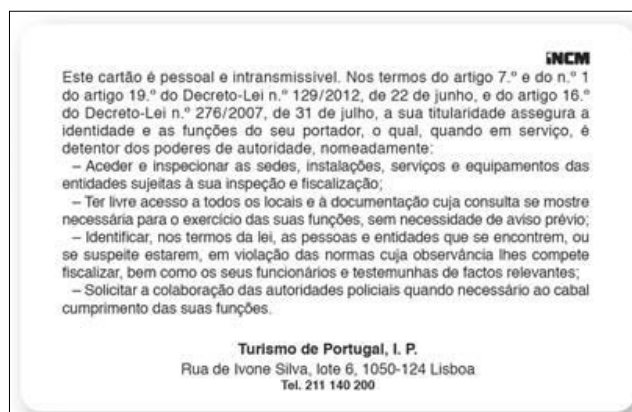 INCM
Este cartão é pessoal e intransmissível. Nos termos do artigo 7.º e do n.º 1
do artigo 19.º do Decreto-Lei n.º 129/2012, de 22 de junho, e do artigo 16.º
do Decreto-Lei n.º 276/2007, de 31 de julho, a sua titularidade assegura a
identidade e as funções do seu portador, o qual, quando em serviço, é
detentor dos poderes de autoridade, nomeadamente:
– Aceder e inspecionar as sedes, instalações, serviços e equipamentos das
entidades sujeitas à sua inspeção e fiscalização;
– Ter livre acesso a todos os locais e à documentação cuja consulta se mostre
necessária para o exercício das suas funções, sem necessidade de aviso prévio;
– Identificar, nos termos da lei, as pessoas e entidades que se encontrem, ou
se suspeite estarem, em violação das normas cuja observância lhes compete
fiscalizar, bem como os seus funcionários e testemunhas de factos relevantes;
– Solicitar a colaboração das autoridades policiais quando necessário ao cabal
cumprimento das suas funções.
Turismo de Portugal, I. P.
Rua de Ivone Silva, lote 6, 1050-124 Lisboa
Tel. 211 140 200